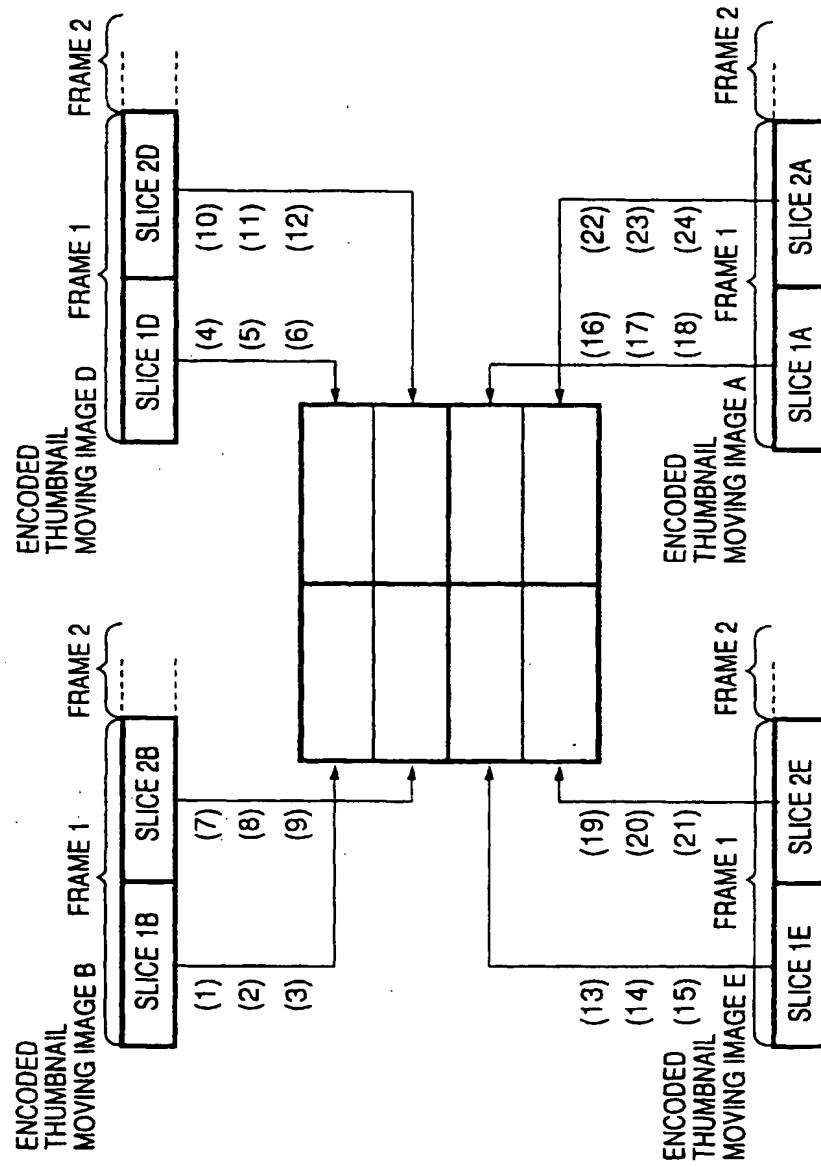 ENCODED
THUMBNAIL
MOVING IMAGE B
FRAME 1
FRAME 2
SLICE 1B
SLICE 2B
(1)
(2)
(3)
(7)
(8)
(9)
ENCODED
THUMBNAIL
MOVING IMAGE D
FRAME 1
FRAME 2
SLICE 1D
SLICE 2D
(4)
(5)
(6)
(10)
(11)
(12)
(13)
(14)
(15)
(19)
(20)
(21)
ENCODED
THUMBNAIL
MOVING IMAGE E
FRAME 1
FRAME 2
SLICE 1E
SLICE 2E
(16)
(17)
(18)
(22)
(23)
(24)
ENCODED
THUMBNAIL
MOVING IMAGE A
FRAME 1
FRAME 2
SLICE 1A
SLICE 2A